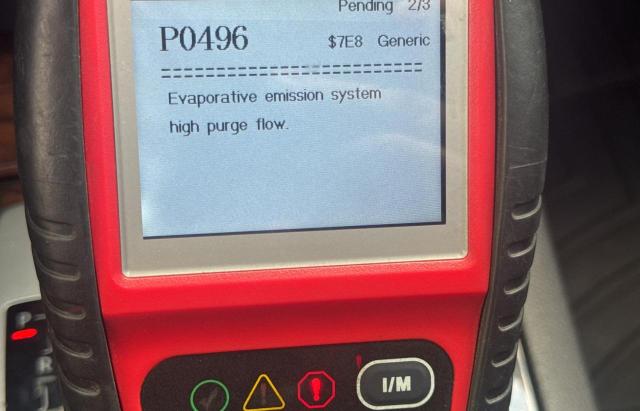 Pending 2/3
P0496 $7E8 Generic
==============================
Evaporative emission system
high purge flow.
I/M
P
R